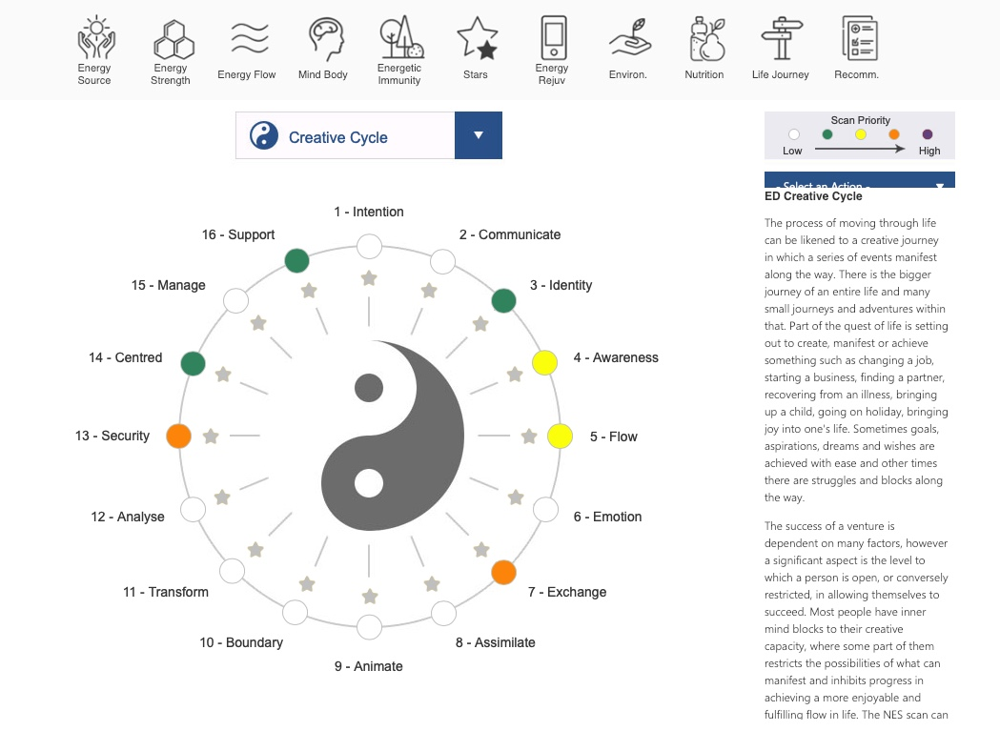 Energy
Source
Energy
Strength
Energy Flow
Mind Body
Energetic
Immunity
Stars
Energy
Rejuv
Environ.
Nutrition
Life Journey
Recomm.
Creative Cycle
Scan Priority
Low
High
- Select an Action -
1 - Intention
2 - Communicate
3 - Identity
4 - Awareness
5 - Flow
6 - Emotion
7 - Exchange
8 - Assimilate
9 - Animate
10 - Boundary
11 - Transform
12 - Analyse
13 - Security
14 - Centred
15 - Manage
16 - Support
ED Creative Cycle
The process of moving through life
can be likened to a creative journey
in which a series of events manifest
along the way. There is the bigger
journey of an entire life and many
small journeys and adventures within
that. Part of the quest of life is setting
out to create, manifest or achieve
something such as changing a job,
starting a business, finding a partner,
recovering from an illness, bringing
up a child, going on holiday, bringing
joy into one's life. Sometimes goals,
aspirations, dreams and wishes are
achieved with ease and other times
there are struggles and blocks along
the way.
The success of a venture is
dependent on many factors, however
a significant aspect is the level to
which a person is open, or conversely
restricted, in allowing themselves to
succeed. Most people have inner
mind blocks to their creative
capacity, where some part of them
restricts the possibilities of what can
manifest and inhibits progress in
achieving a more enjoyable and
fulfilling flow in life. The NES scan can